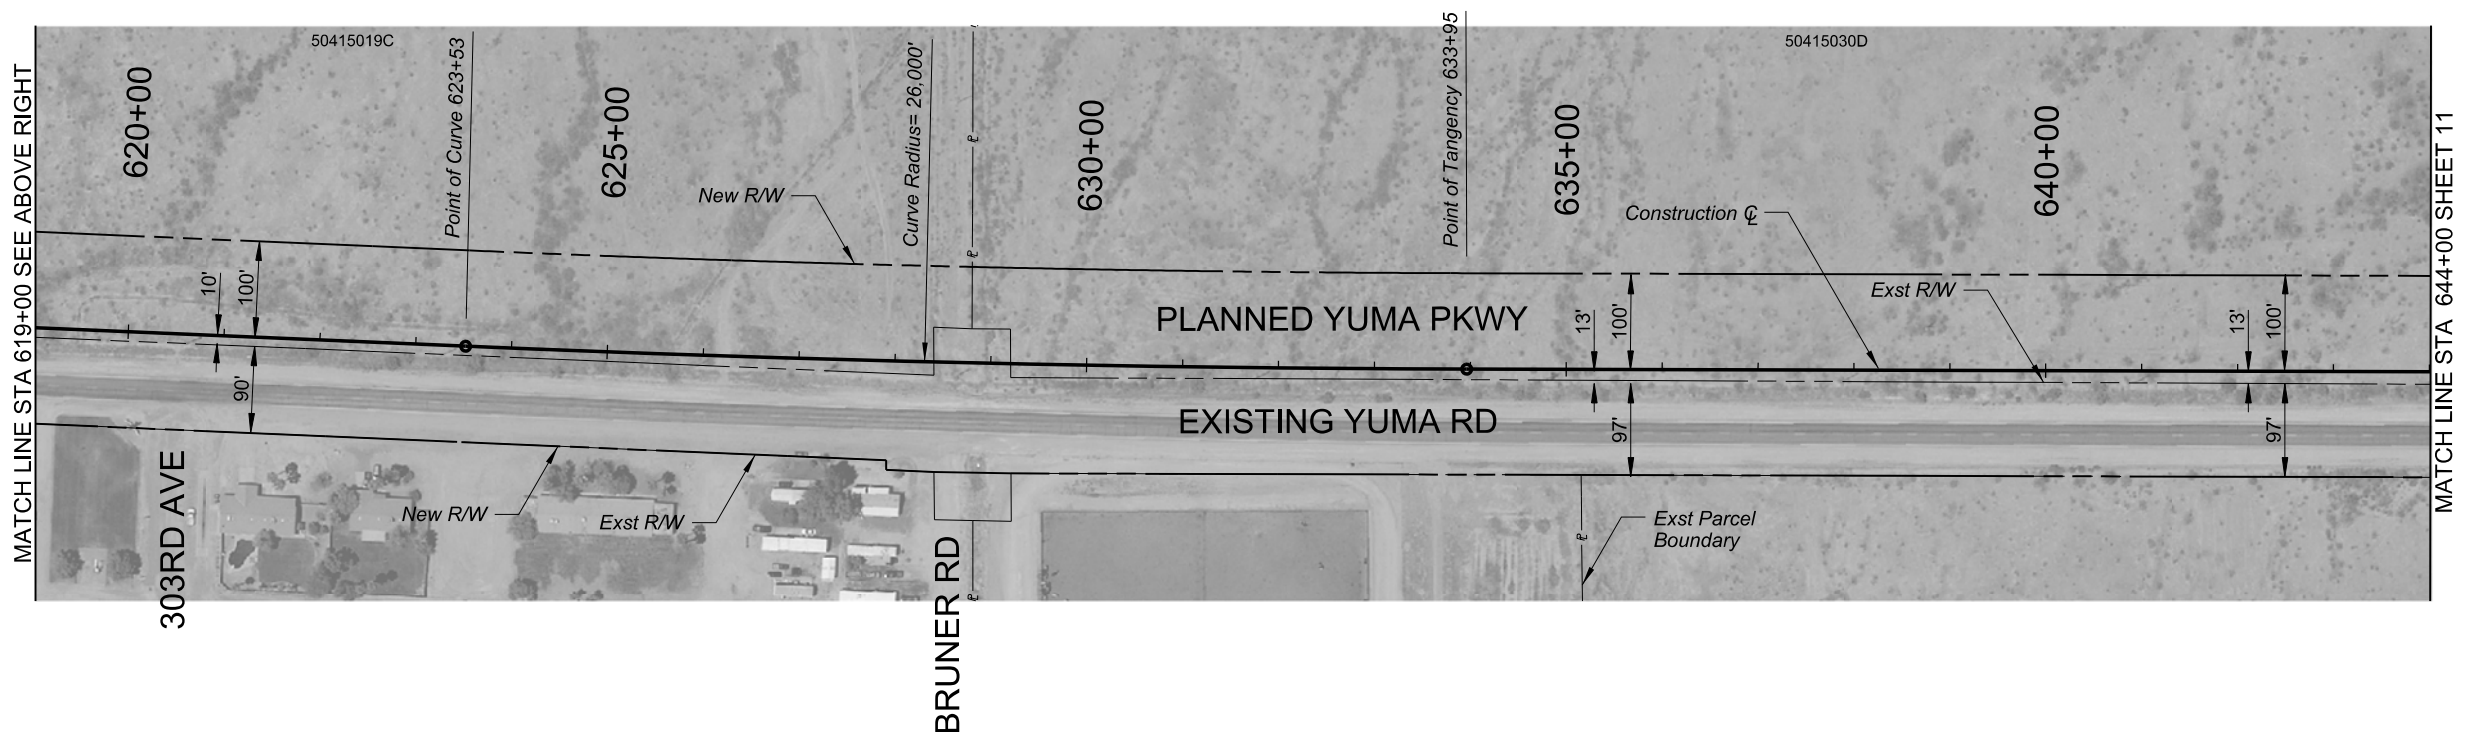 MATCH LINE STA 619+00 SEE ABOVE RIGHT
50415019C
620+00
Point of Curve 623+53
625+00
New R/W
Curve Radius= 26,000'
℄
℄
630+00
Point of Tangency 633+95
635+00
50415030D
Construction ℄
640+00
Exst R/W
MATCH LINE STA 644+00 SHEET 11
10'
100'
90'
PLANNED YUMA PKWY
13'
100'
13'
100'
EXISTING YUMA RD
97'
97'
303RD AVE
New R/W
Exst R/W
BRUNER RD
Exst Parcel
Boundary